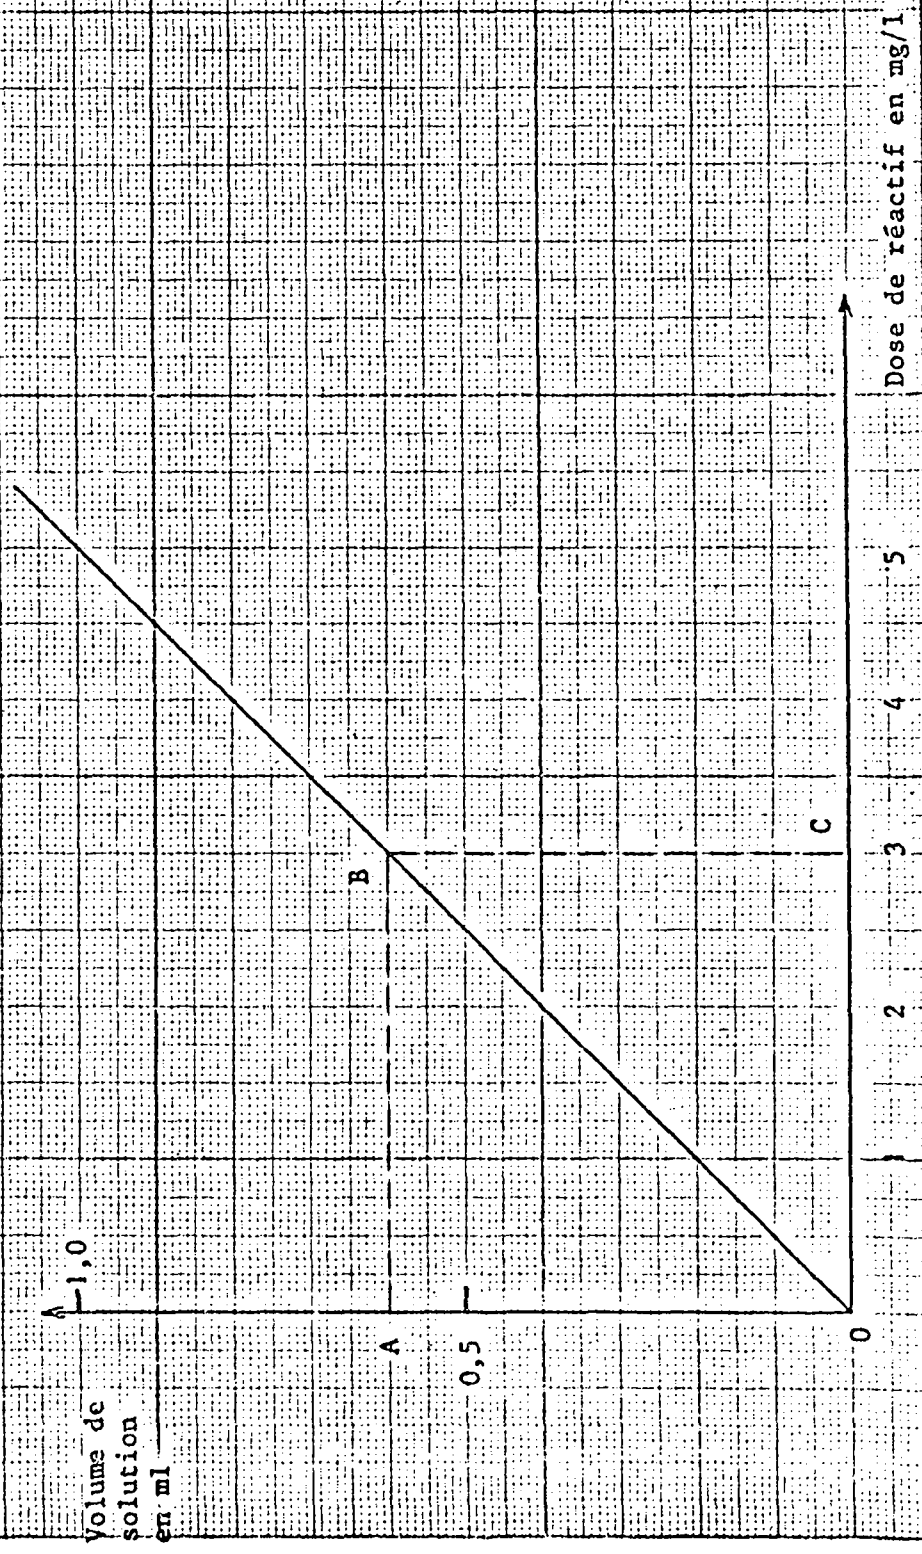 Volume de
solution
en ml
1,0
A
0,5
B
C
0
1
2
3
4
5
Dose de réactif en mg/l